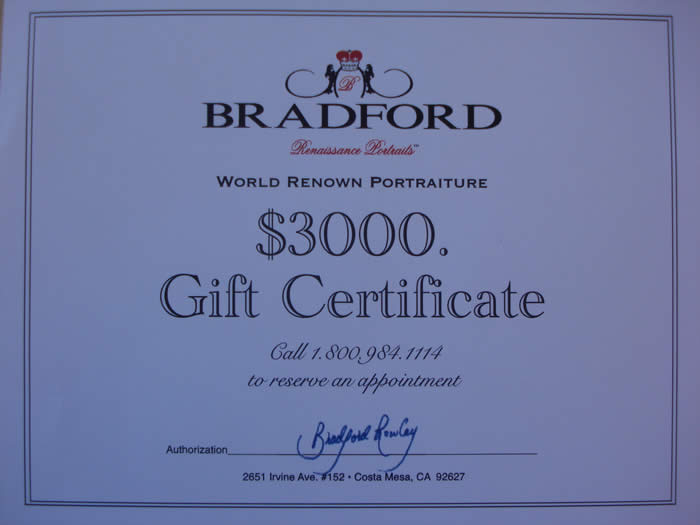 B
BRADFORD
Renaissance Portraits™
WORLD RENOWN PORTRAITURE
$3000.
Gift Certificate
Call 1.800.984.1114
to reserve an appointment
Bradford Rowley
Authorization
2651 Irvine Ave. #152 • Costa Mesa, CA 92627